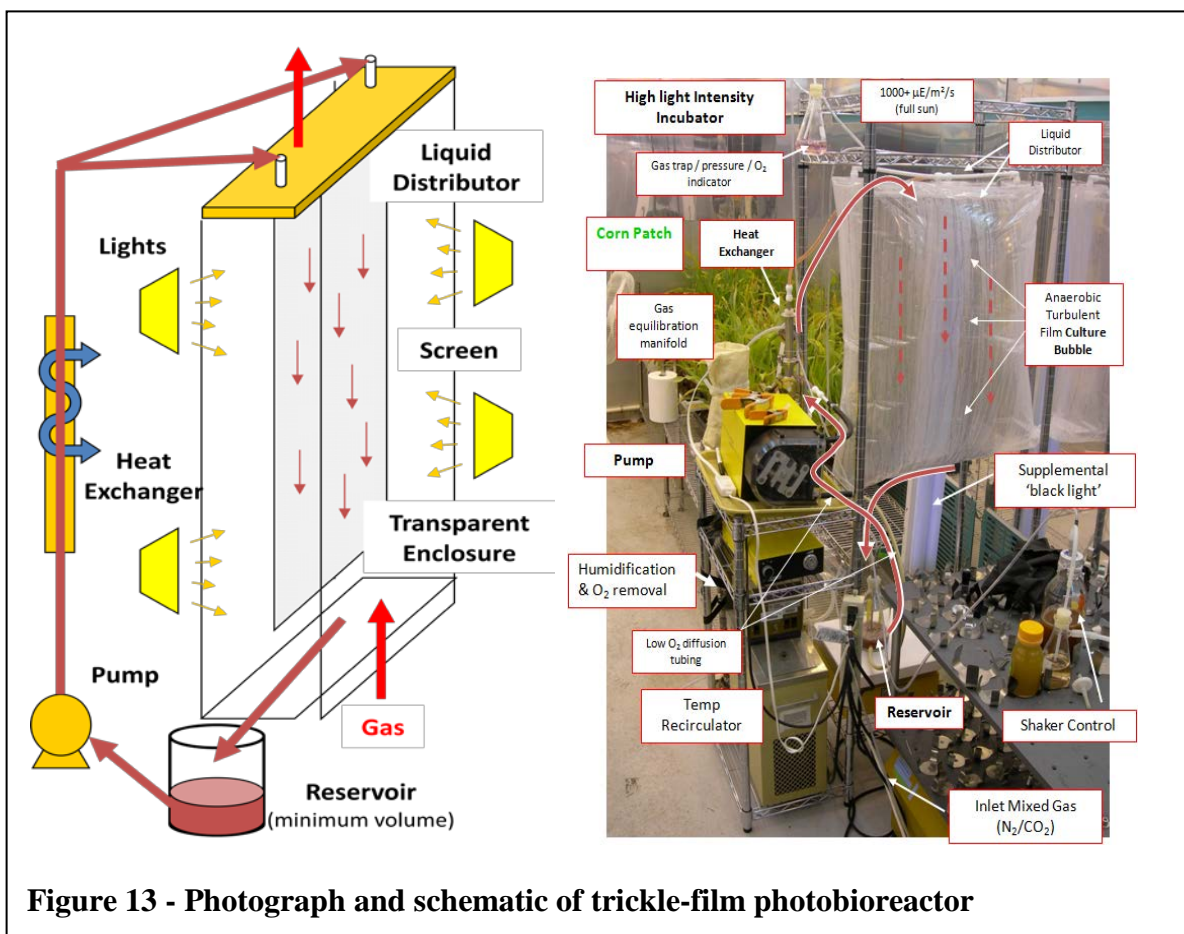 Liquid
Distributor
Lights
Screen
Heat
Exchanger
Transparent
Enclosure
Pump
Gas
Reservoir
(minimum volume)
High light Intensity
Incubator
1000+ µE/m²/s
(full sun)
Liquid
Distributor
Gas trap / pressure / O₂
indicator
Corn Patch
Heat
Exchanger
Gas
equilibration
manifold
Anaerobic
Turbulent
Film Culture
Bubble
Pump
Supplemental
‘black light’
Humidification
& O₂ removal
Low O₂ diffusion
tubing
Temp
Recirculator
Reservoir
Shaker Control
Inlet Mixed Gas
(N₂/CO₂)
Figure 13 - Photograph and schematic of trickle-film photobioreactor